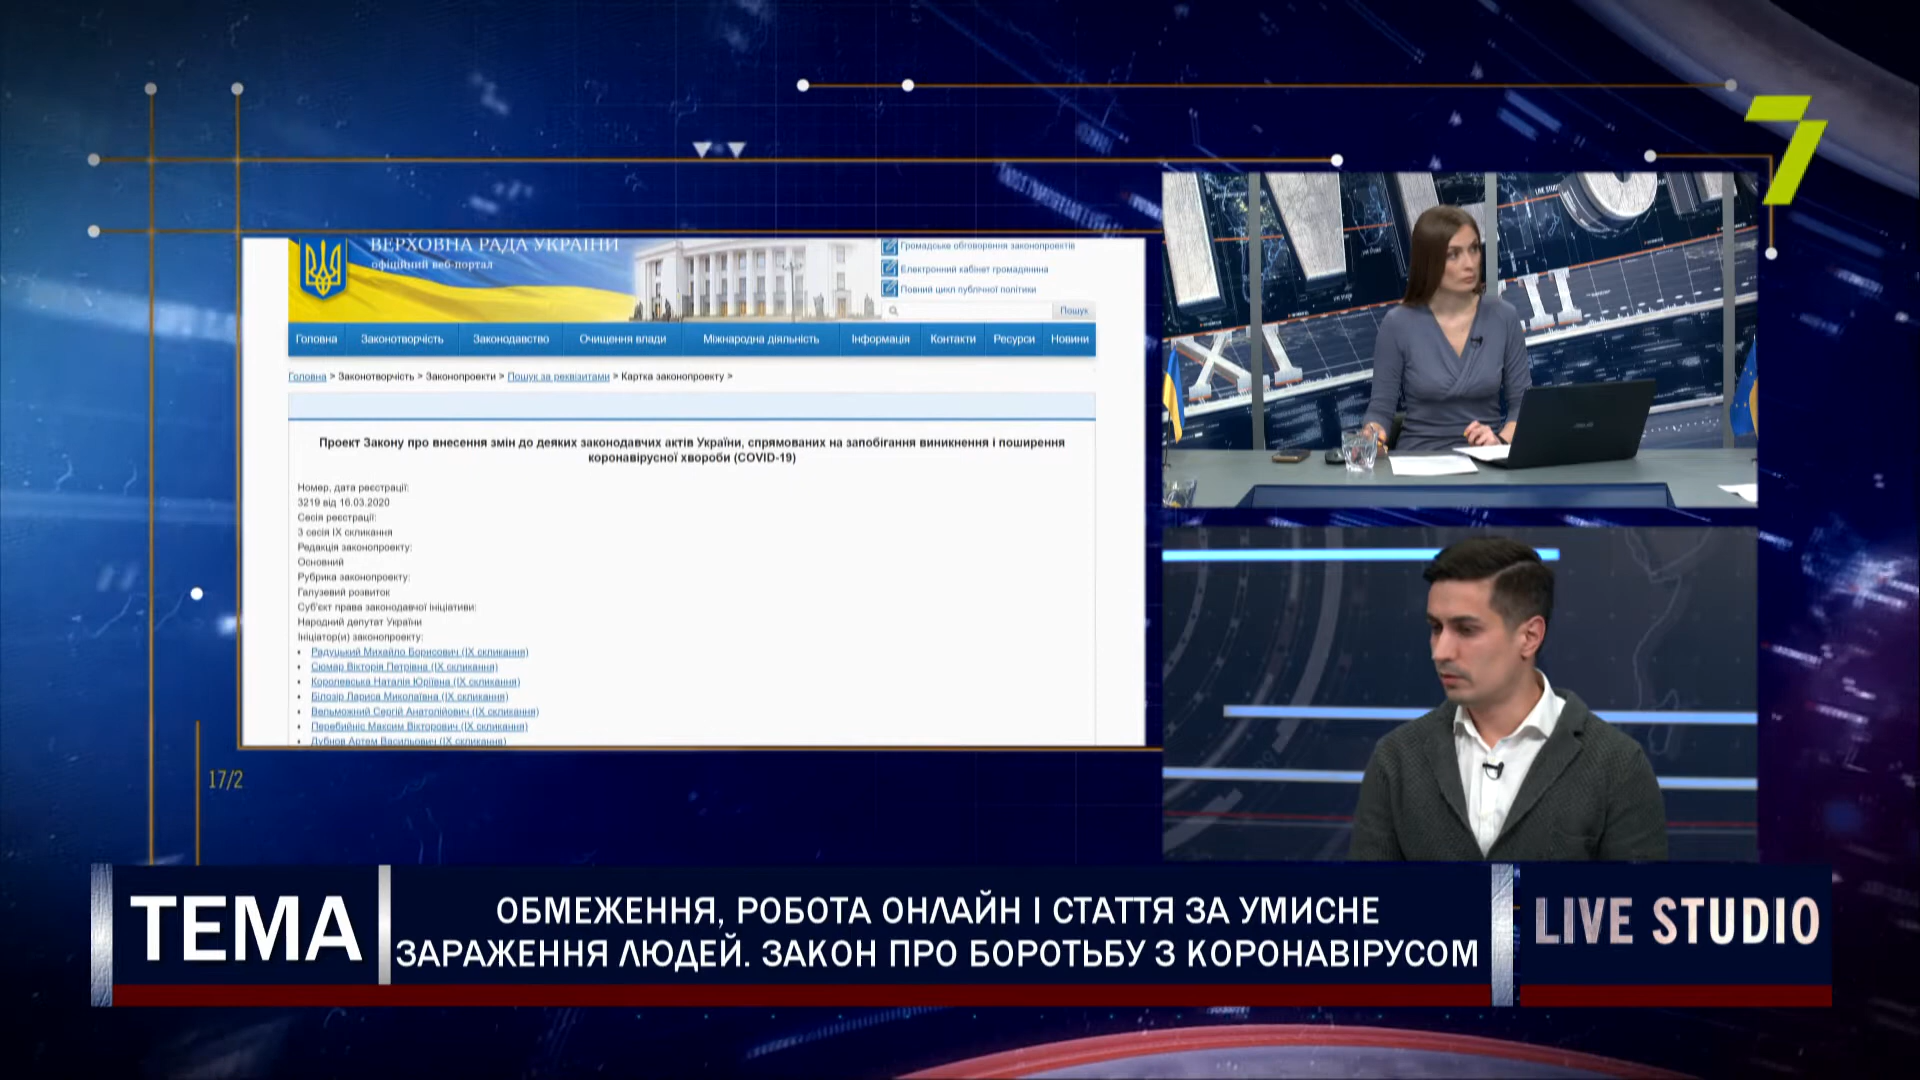 ВЕРХОВНА РАДА УКРАЇНИ
офіційний веб-портал
Громадське обговорення законопроектів
Електронний кабінет громадянина
Повний цикл публічної політики
Пошук
Головна Законотворчість Законодавство Очищення влади Міжнародна діяльність Інформація Контакти Ресурси Новини
Головна > Законотворчість > Законопроекти > Пошук за реквізитами > Картка законопроекту >
Проект Закону про внесення змін до деяких законодавчих актів України, спрямованих на запобігання виникнення і поширення
коронавірусної хвороби (COVID-19)
Номер, дата реєстрації:
3219 від 16.03.2020
Сесія реєстрації:
3 сесія IX скликання
Редакція законопроекту:
Основний
Рубрика законопроекту:
Галузевий розвиток
Суб'єкт права законодавчої ініціативи:
Народний депутат України
Ініціатор(и) законопроекту:
Радуцький Михайло Борисович (IX скликання)
Сюмар Вікторія Петрівна (IX скликання)
Королевська Наталія Юріївна (IX скликання)
Білозір Лариса Миколаївна (IX скликання)
Вельможний Сергій Анатолійович (IX скликання)
Перебийніс Максим Вікторович (IX скликання)
Дубнов Артем Васильович (IX скликання)
7
17/2
ТЕМА
ОБМЕЖЕННЯ, РОБОТА ОНЛАЙН І СТАТТЯ ЗА УМИСНЕ
ЗАРАЖЕННЯ ЛЮДЕЙ. ЗАКОН ПРО БОРОТЬБУ З КОРОНАВІРУСОМ
LIVE STUDIO